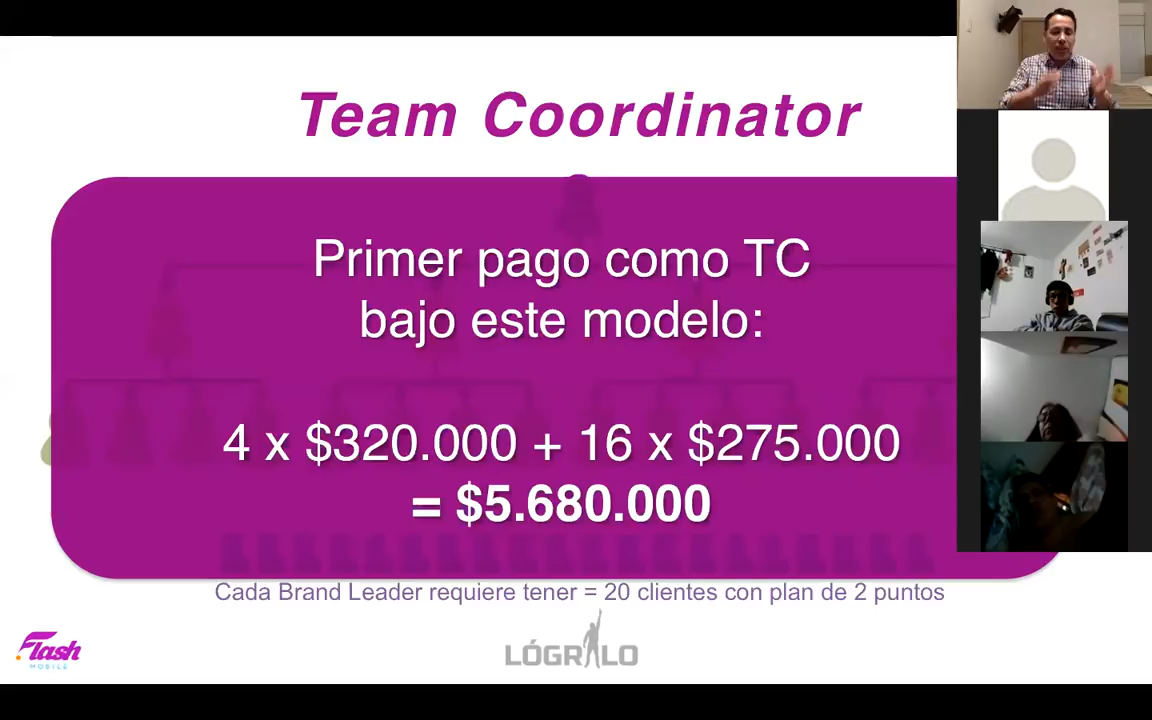 Team Coordinator
Primer pago como TC
bajo este modelo:
4 x $320.000 + 16 x $275.000
= $5.680.000
Cada Brand Leader requiere tener = 20 clientes con plan de 2 puntos
Flash
MOBILE
LÓGRALO